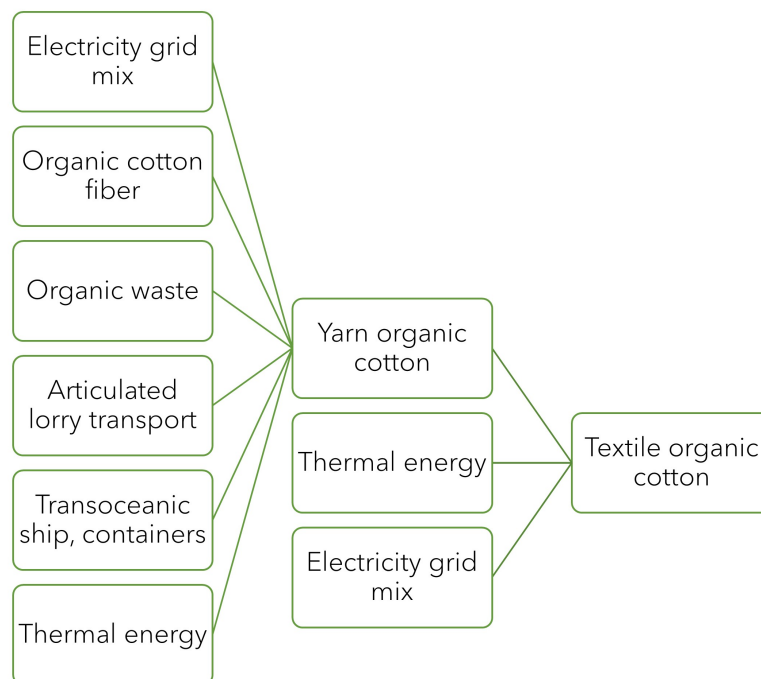 Electricity grid
mix
Organic cotton
fiber
Organic waste
Articulated
lorry transport
Transoceanic
ship, containers
Thermal energy
Yarn organic
cotton
Thermal energy
Electricity grid
mix
Textile organic
cotton